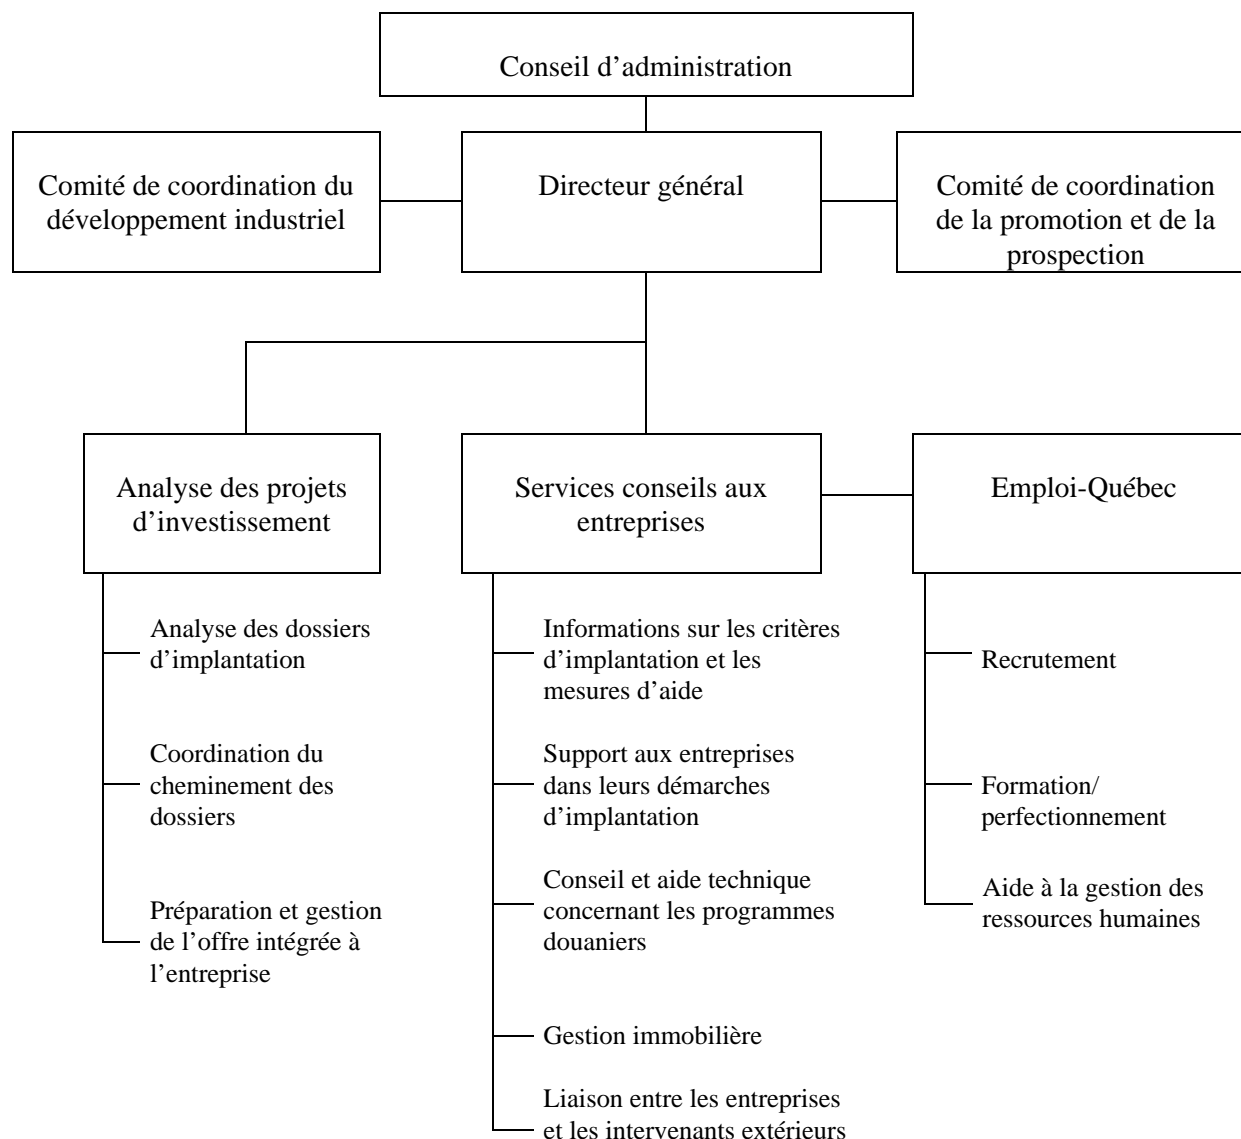 Conseil d’administration
Comité de coordination du
développement industriel
Directeur général
Comité de coordination
de la promotion et de la
prospection
Analyse des projets
d’investissement
Services conseils aux
entreprises
Emploi-Québec
Analyse des dossiers
d’implantation
Coordination du
cheminement des
dossiers
Préparation et gestion
de l’offre intégrée à
l’entreprise
Informations sur les critères
d’implantation et les
mesures d’aide
Support aux entreprises
dans leurs démarches
d’implantation
Conseil et aide technique
concernant les programmes
douaniers
Gestion immobilière
Liaison entre les entreprises
et les intervenants extérieurs
Recrutement
Formation/
perfectionnement
Aide à la gestion des
ressources humaines